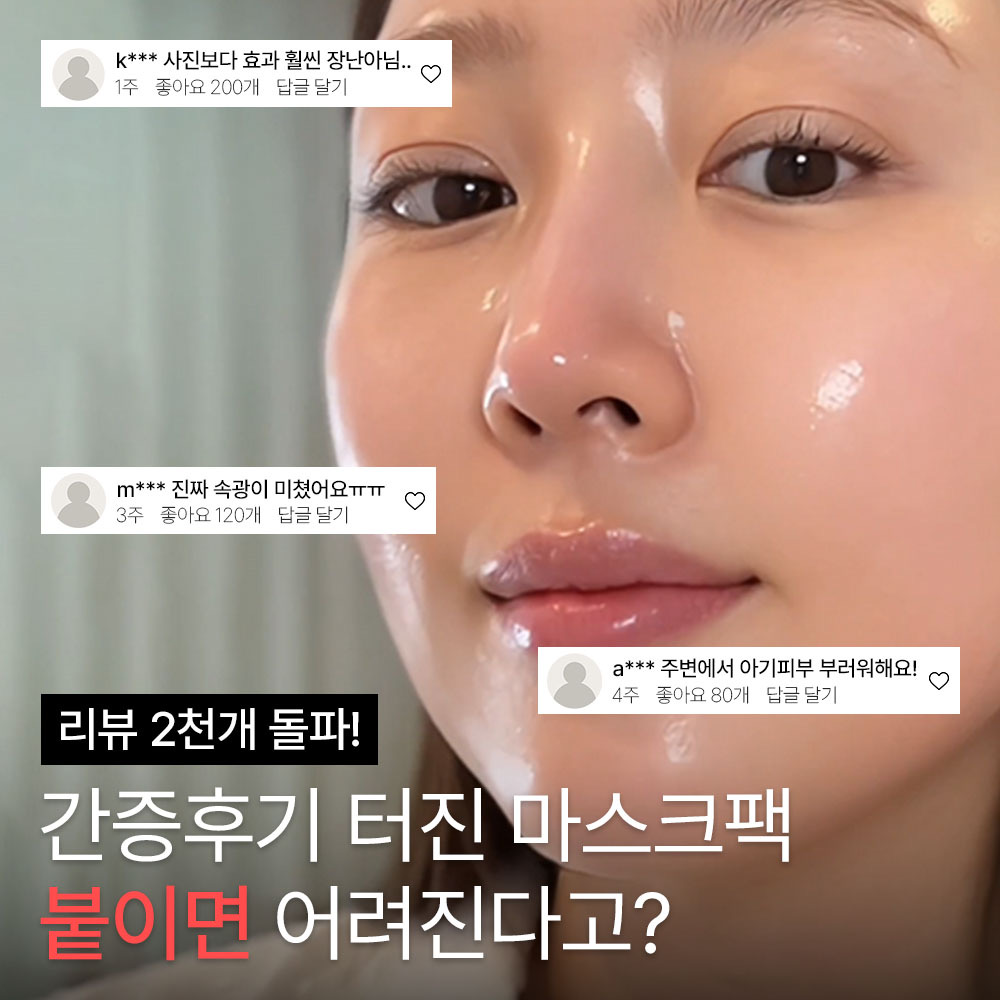 k*** 사진보다 효과 훨씬 장난아님..
1주 좋아요 200개 답글 달기
m*** 진짜 속광이 미쳤어요ㅠㅠ
3주 좋아요 120개 답글 달기
a*** 주변에서 아기피부 부러워해요!
4주 좋아요 80개 답글 달기
리뷰 2천개 돌파!
간증후기 터진 마스크팩
붙이면 어려진다고?